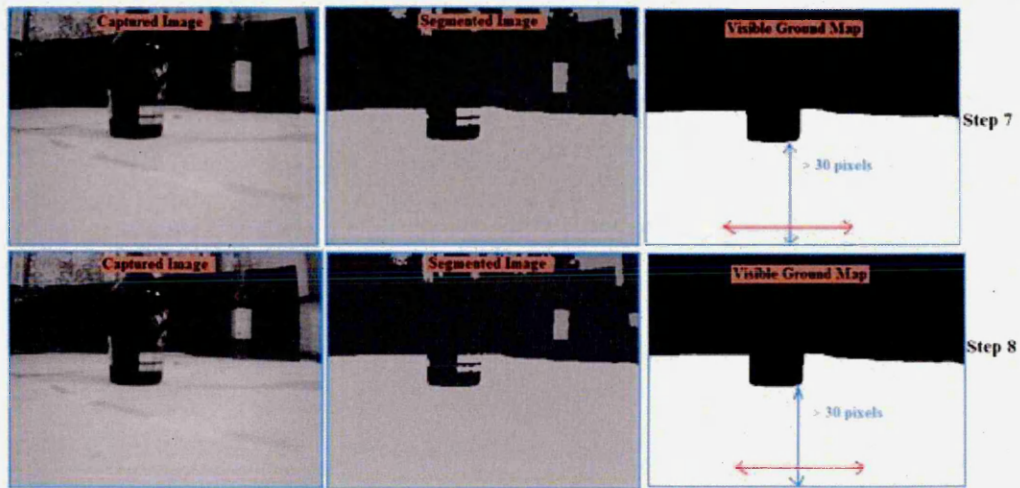 Captured Image
Segmented Image
Visible Ground Map
Step 7
> 30 pixels
Captured Image
Segmented Image
Visible Ground Map
Step 8
> 30 pixels